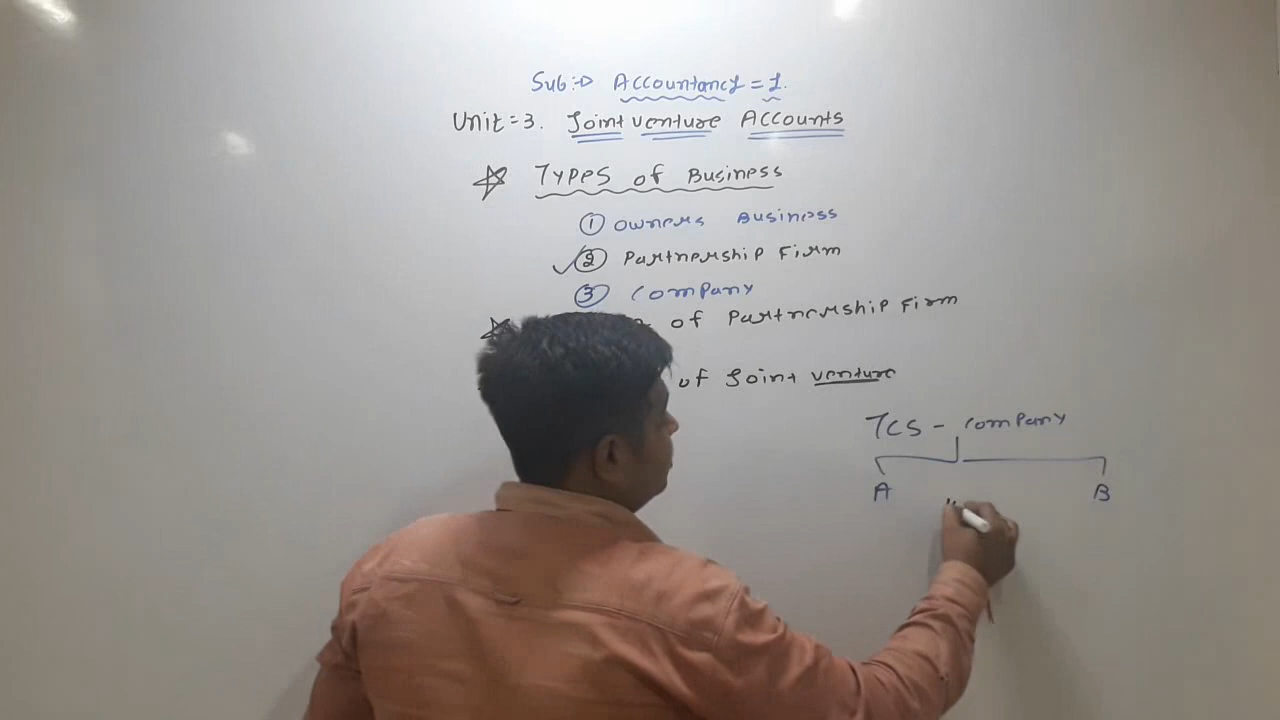 Sub:⇒ Accountancy = 1.
Unit = 3. Joint venture Accounts
☆ Types of Business
① Owners Business
✓② Partnership Firm
③ Company
☆ of Partnership Firm
of Joint venture
TCS - Company
A B